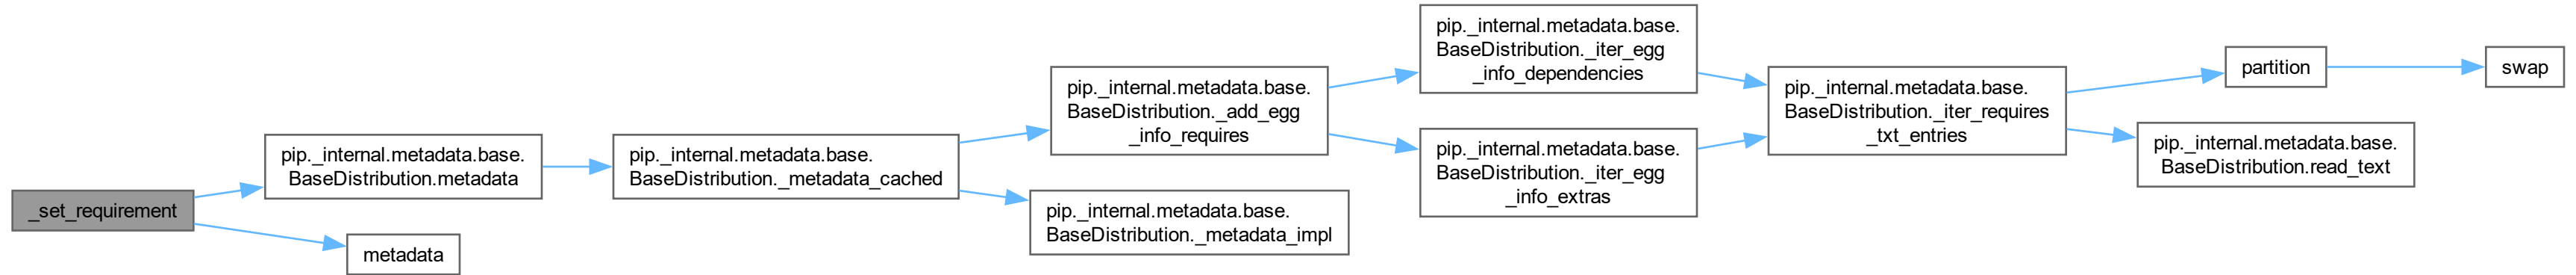 _set_requirement
pip._internal.metadata.base.
BaseDistribution.metadata
metadata
pip._internal.metadata.base.
BaseDistribution._metadata_cached
pip._internal.metadata.base.
BaseDistribution._add_egg
_info_requires
pip._internal.metadata.base.
BaseDistribution._metadata_impl
pip._internal.metadata.base.
BaseDistribution._iter_egg
_info_dependencies
pip._internal.metadata.base.
BaseDistribution._iter_egg
_info_extras
pip._internal.metadata.base.
BaseDistribution._iter_requires
_txt_entries
partition
pip._internal.metadata.base.
BaseDistribution.read_text
swap